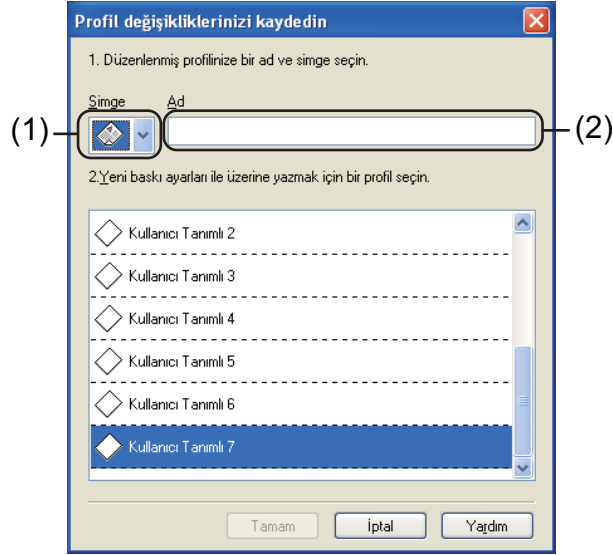 Profil değişikliklerinizi kaydedin
1. Düzenlenmiş profilinize bir ad ve simge seçin.
Simge Ad
(1) (2)
2.Yeni baskı ayarları ile üzerine yazmak için bir profil seçin.
Kullanıcı Tanımlı 2
Kullanıcı Tanımlı 3
Kullanıcı Tanımlı 4
Kullanıcı Tanımlı 5
Kullanıcı Tanımlı 6
Kullanıcı Tanımlı 7
Tamam İptal Yardım